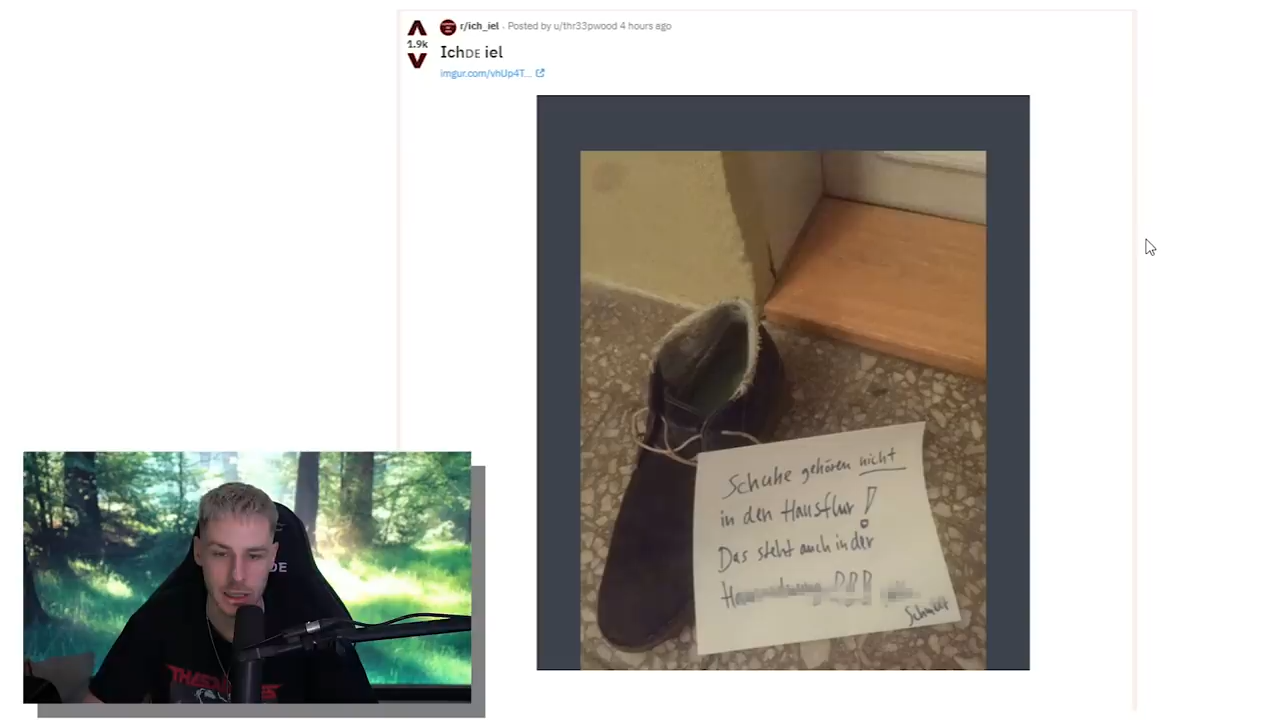 r/ich_iel · Posted by u/thr33pwood 4 hours ago
1.9k
IchDE iel
imgur.com/vhUp4T...
Schuhe gehören nicht
in den Hausflur!
Das steht auch in der